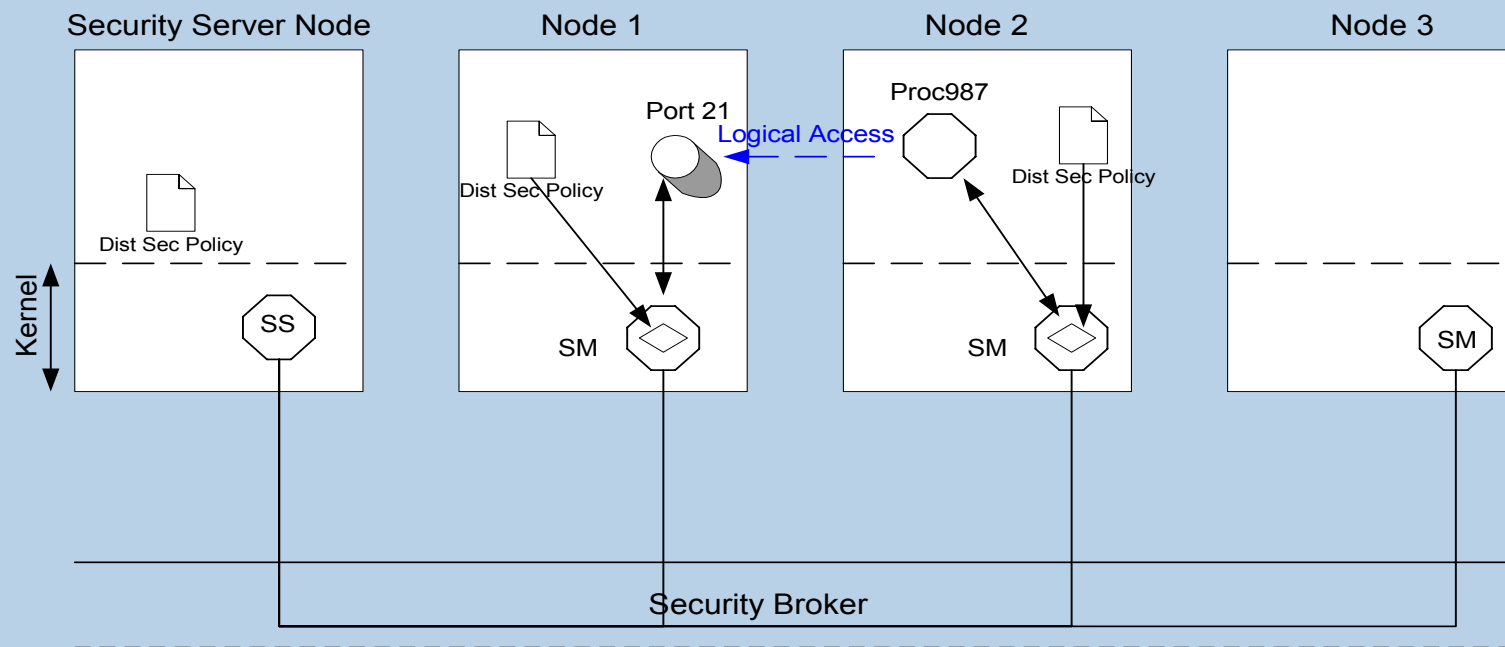 Security Server Node
Node 1
Node 2
Node 3
Proc987
Port 21
Logical Access
Dist Sec Policy
Dist Sec Policy
Dist Sec Policy
Kernel
SS
SM
SM
SM
Security Broker